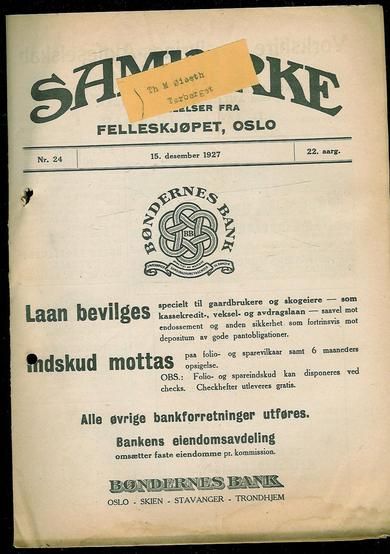 SAMVIRKE
Th M Øiseth
Tørberget
ELSER FRA
FELLESKJØPET, OSLO
Nr. 24
15. desember 1927
22. aarg.
BØNDERNES BANK
BB
Laan bevilges specielt til gaardbrukere og skogeiere — som
kassekredit-, veksel- og avdragslaan — saavel mot
endossement og anden sikkerhet som fortrinsvis mot
depositum av gode pantobligationer.
Indskud mottas paa folio- og sparevilkaar samt 6 maaneders
opsigelse.
OBS.: Folio- og spareindskud kan disponeres ved
checks. Checkhefter utleveres gratis.
Alle øvrige bankforretninger utføres.
Bankens eiendomsavdeling
omsætter faste eiendomme pr. kommission.
BØNDERNES BANK
OSLO - SKIEN - STAVANGER - TRONDHJEM